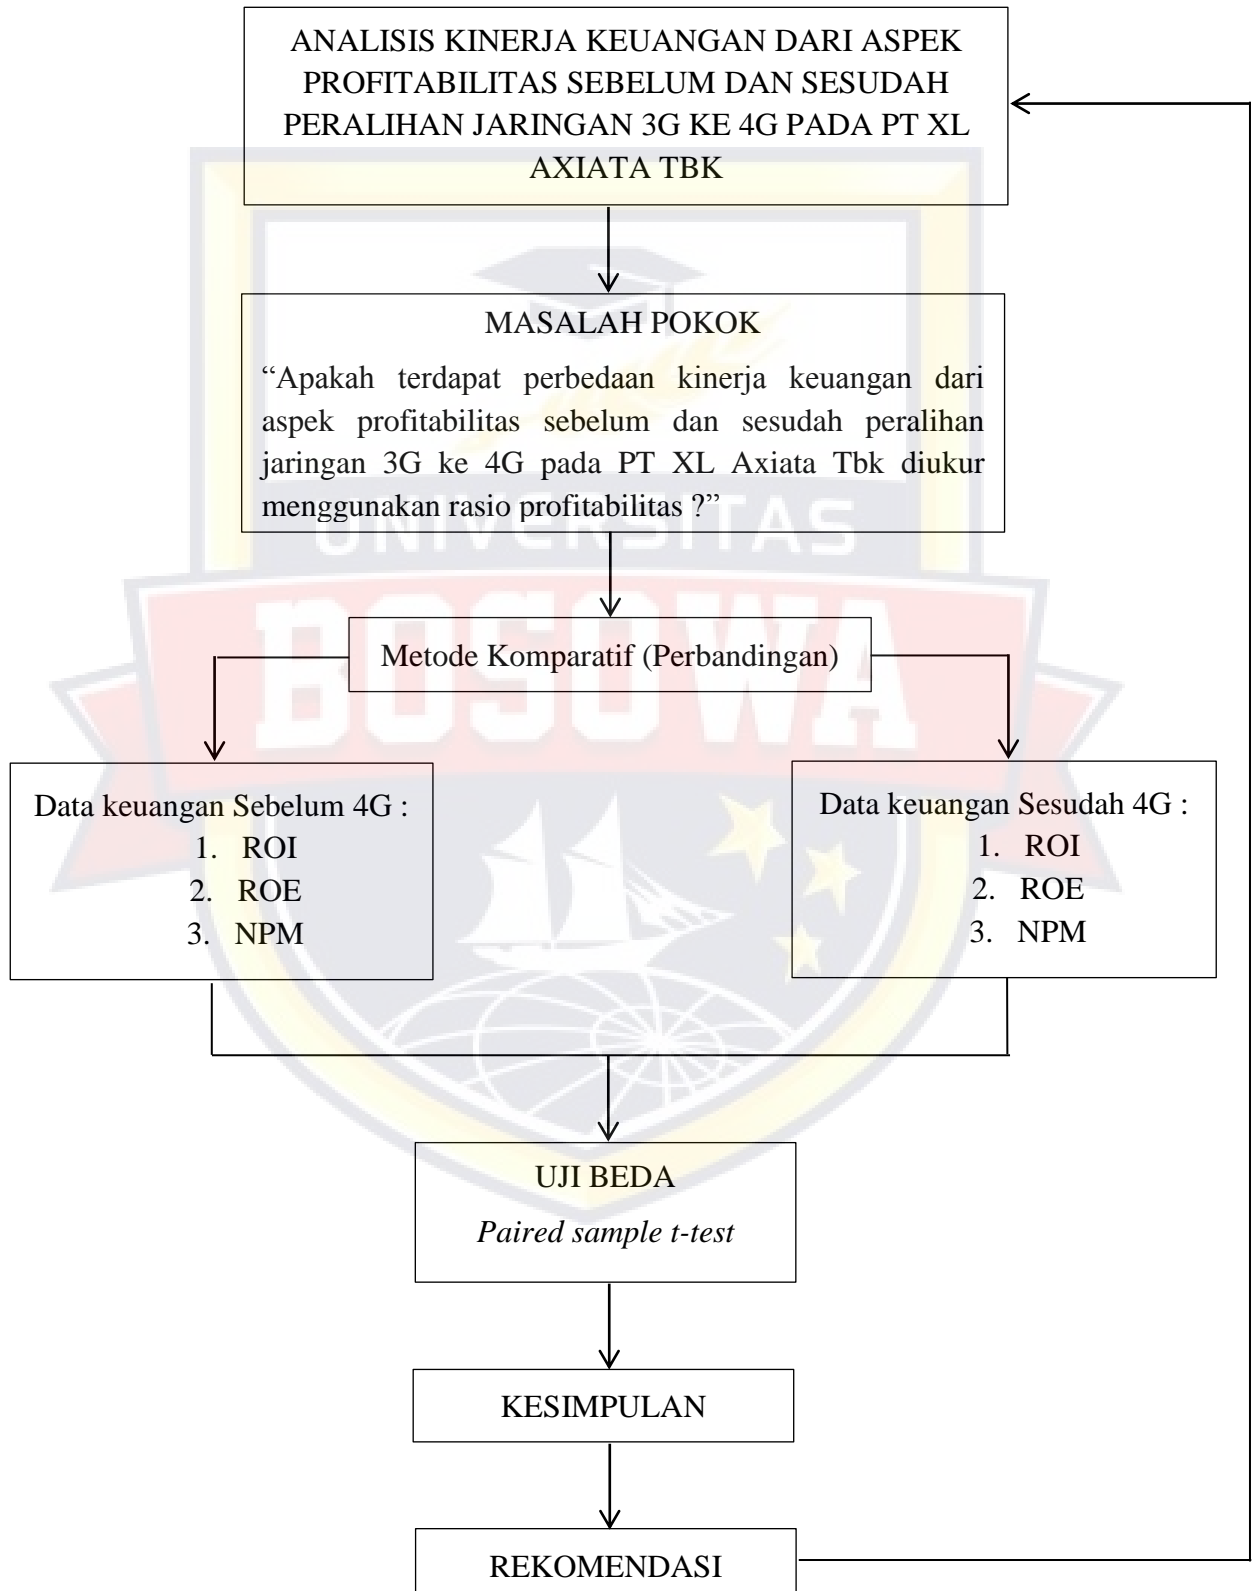 ANALISIS KINERJA KEUANGAN DARI ASPEK
PROFITABILITAS SEBELUM DAN SESUDAH
PERALIHAN JARINGAN 3G KE 4G PADA PT XL
AXIATA TBK
MASALAH POKOK
“Apakah terdapat perbedaan kinerja keuangan dari
aspek profitabilitas sebelum dan sesudah peralihan
jaringan 3G ke 4G pada PT XL Axiata Tbk diukur
menggunakan rasio profitabilitas ?”
UNIVERSITAS
BOSOWA
Metode Komparatif (Perbandingan)
Data keuangan Sebelum 4G :
1. ROI
2. ROE
3. NPM
Data keuangan Sesudah 4G :
1. ROI
2. ROE
3. NPM
UJI BEDA
Paired sample t-test
KESIMPULAN
REKOMENDASI